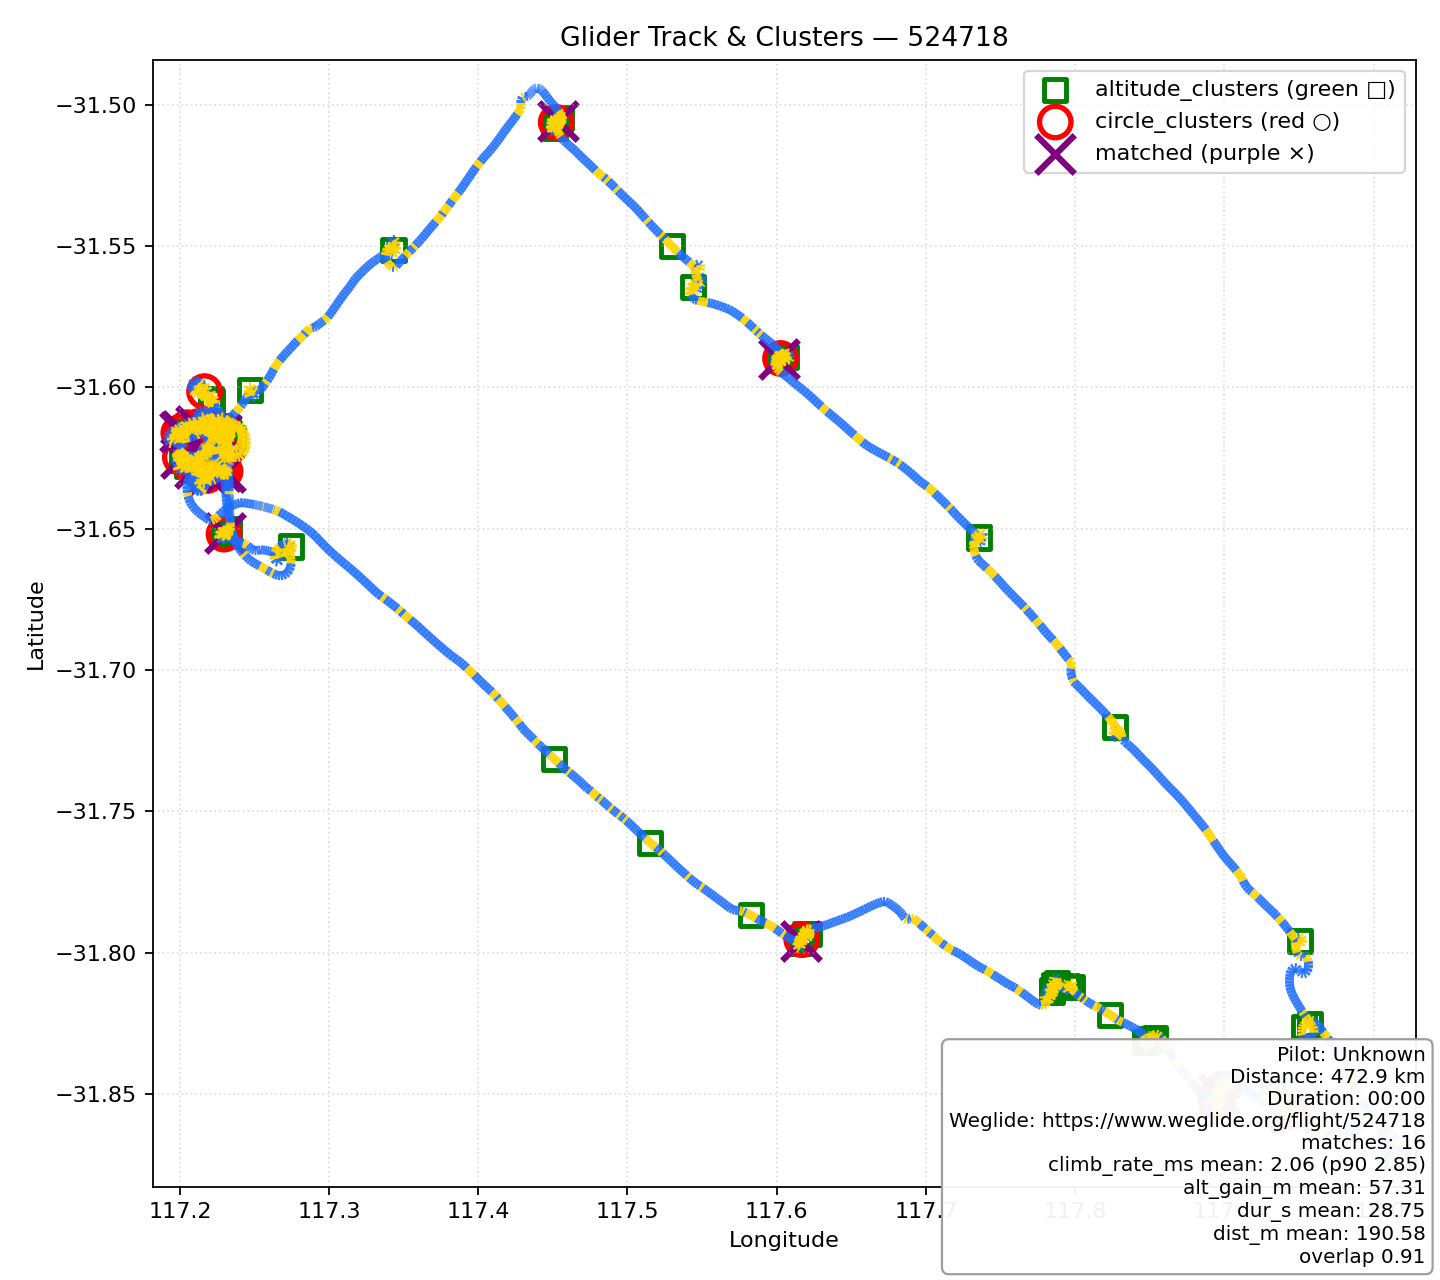 Glider Track & Clusters — 524718
altitude_clusters (green □)
circle_clusters (red ○)
matched (purple ×)
Latitude
−31.50
−31.55
−31.60
−31.65
−31.70
−31.75
−31.80
−31.85
117.2
117.3
117.4
117.5
117.6
117.7
117.8
Longitude
Pilot: Unknown
Distance: 472.9 km
Duration: 00:00
Weglide: https://www.weglide.org/flight/524718
matches: 16
climb_rate_ms mean: 2.06 (p90 2.85)
alt_gain_m mean: 57.31
dur_s mean: 28.75
dist_m mean: 190.58
overlap 0.91